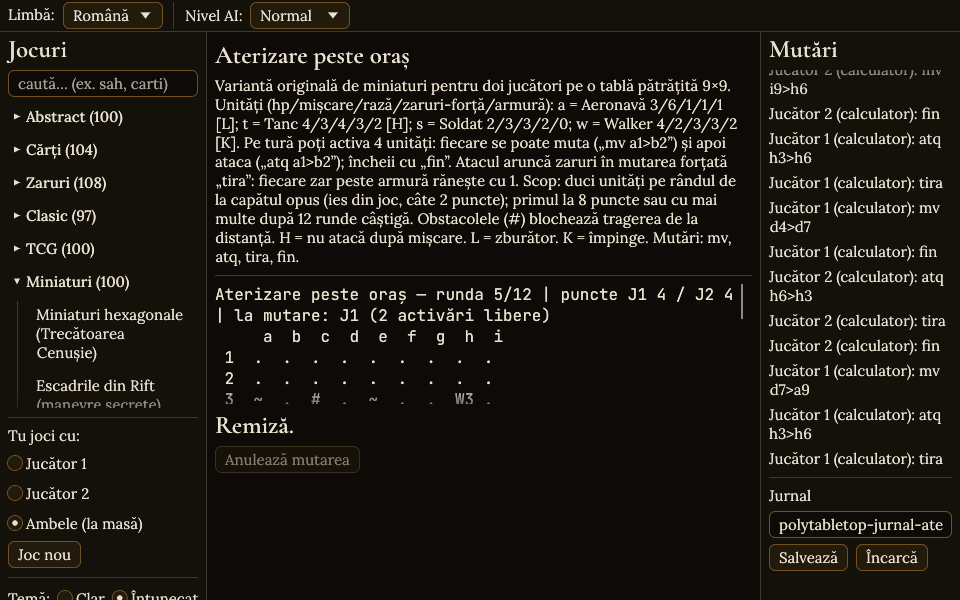 Limbă: Română ▼ Nivel AI: Normal ▼
Jocuri
caută... (ex. sah, carti)
▸ Abstract (100)
▸ Cărți (104)
▸ Zaruri (108)
▸ Clasic (97)
▸ TCG (100)
▾ Miniaturi (100)
Miniaturi hexagonale
(Trecătoarea
Cenușie)
Escadrile din Rift
(manevre secrete)
Tu joci cu:
Jucător 1
Jucător 2
Ambele (la masă)
Joc nou
Temă: Clar Întunecat
Aterizare peste oraș
Variantă originală de miniaturi pentru doi jucători pe o tablă pătrățită 9×9.
Unități (hp/mișcare/rază/zaruri-forță/armură): a = Aeronavă 3/6/1/1/1
[L]; t = Tanc 4/3/4/3/2 [H]; s = Soldat 2/3/3/2/0; w = Walker 4/2/3/3/2
[K]. Pe tură poți activa 4 unități: fiecare se poate muta („mv a1>b2”) și apoi
ataca („atq a1>b2”); închei cu „fin”. Atacul aruncă zaruri în mutarea forțată
„tira”: fiecare zar peste armură rănește cu 1. Scop: duci unități pe rândul de
la capătul opus (ies din joc, câte 2 puncte); primul la 8 puncte sau cu mai
multe după 12 runde câștigă. Obstacolele (#) blochează tragerea de la
distanță. H = nu atacă după mișcare. L = zburător. K = împinge. Mutări: mv,
atq, tira, fin.
Aterizare peste oraș — runda 5/12 | puncte J1 4 / J2 4
| la mutare: J1 (2 activări libere)
a b c d e f g h i
1 . . . . . . . . .
2 . . . . . . . . .
3 ~ . # . ~ . . W3 .
Remiză.
Anulează mutarea
Mutări
Jucător 2 (calculator): mv
i9>h6
Jucător 2 (calculator): fin
Jucător 1 (calculator): atq
h3>h6
Jucător 1 (calculator): tira
Jucător 1 (calculator): mv
d4>d7
Jucător 1 (calculator): fin
Jucător 2 (calculator): atq
h6>h3
Jucător 2 (calculator): tira
Jucător 2 (calculator): fin
Jucător 1 (calculator): mv
d7>a9
Jucător 1 (calculator): atq
h3>h6
Jucător 1 (calculator): tira
Jurnal
polytabletop-jurnal-ate
Salvează Încarcă